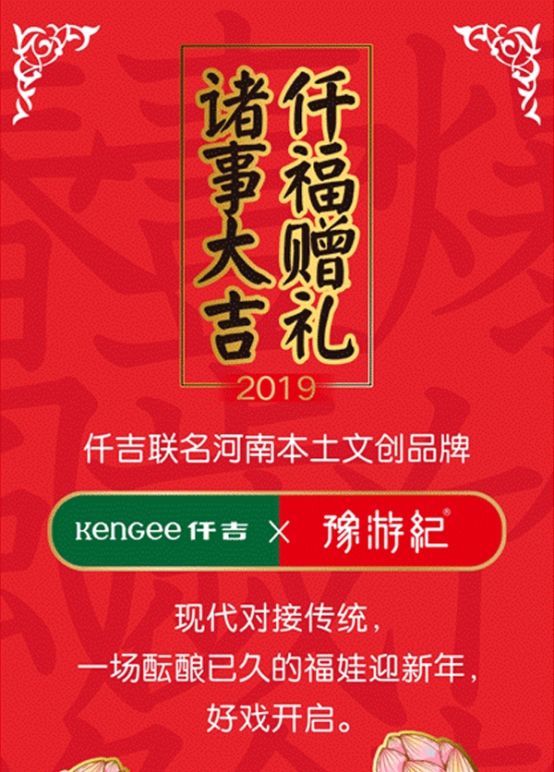 仟福赠礼
诸事大吉
2019
仟吉联名河南本土文创品牌
KenGee 仟吉 × 豫游纪®
现代对接传统，
一场酝酿已久的福娃迎新年，
好戏开启。